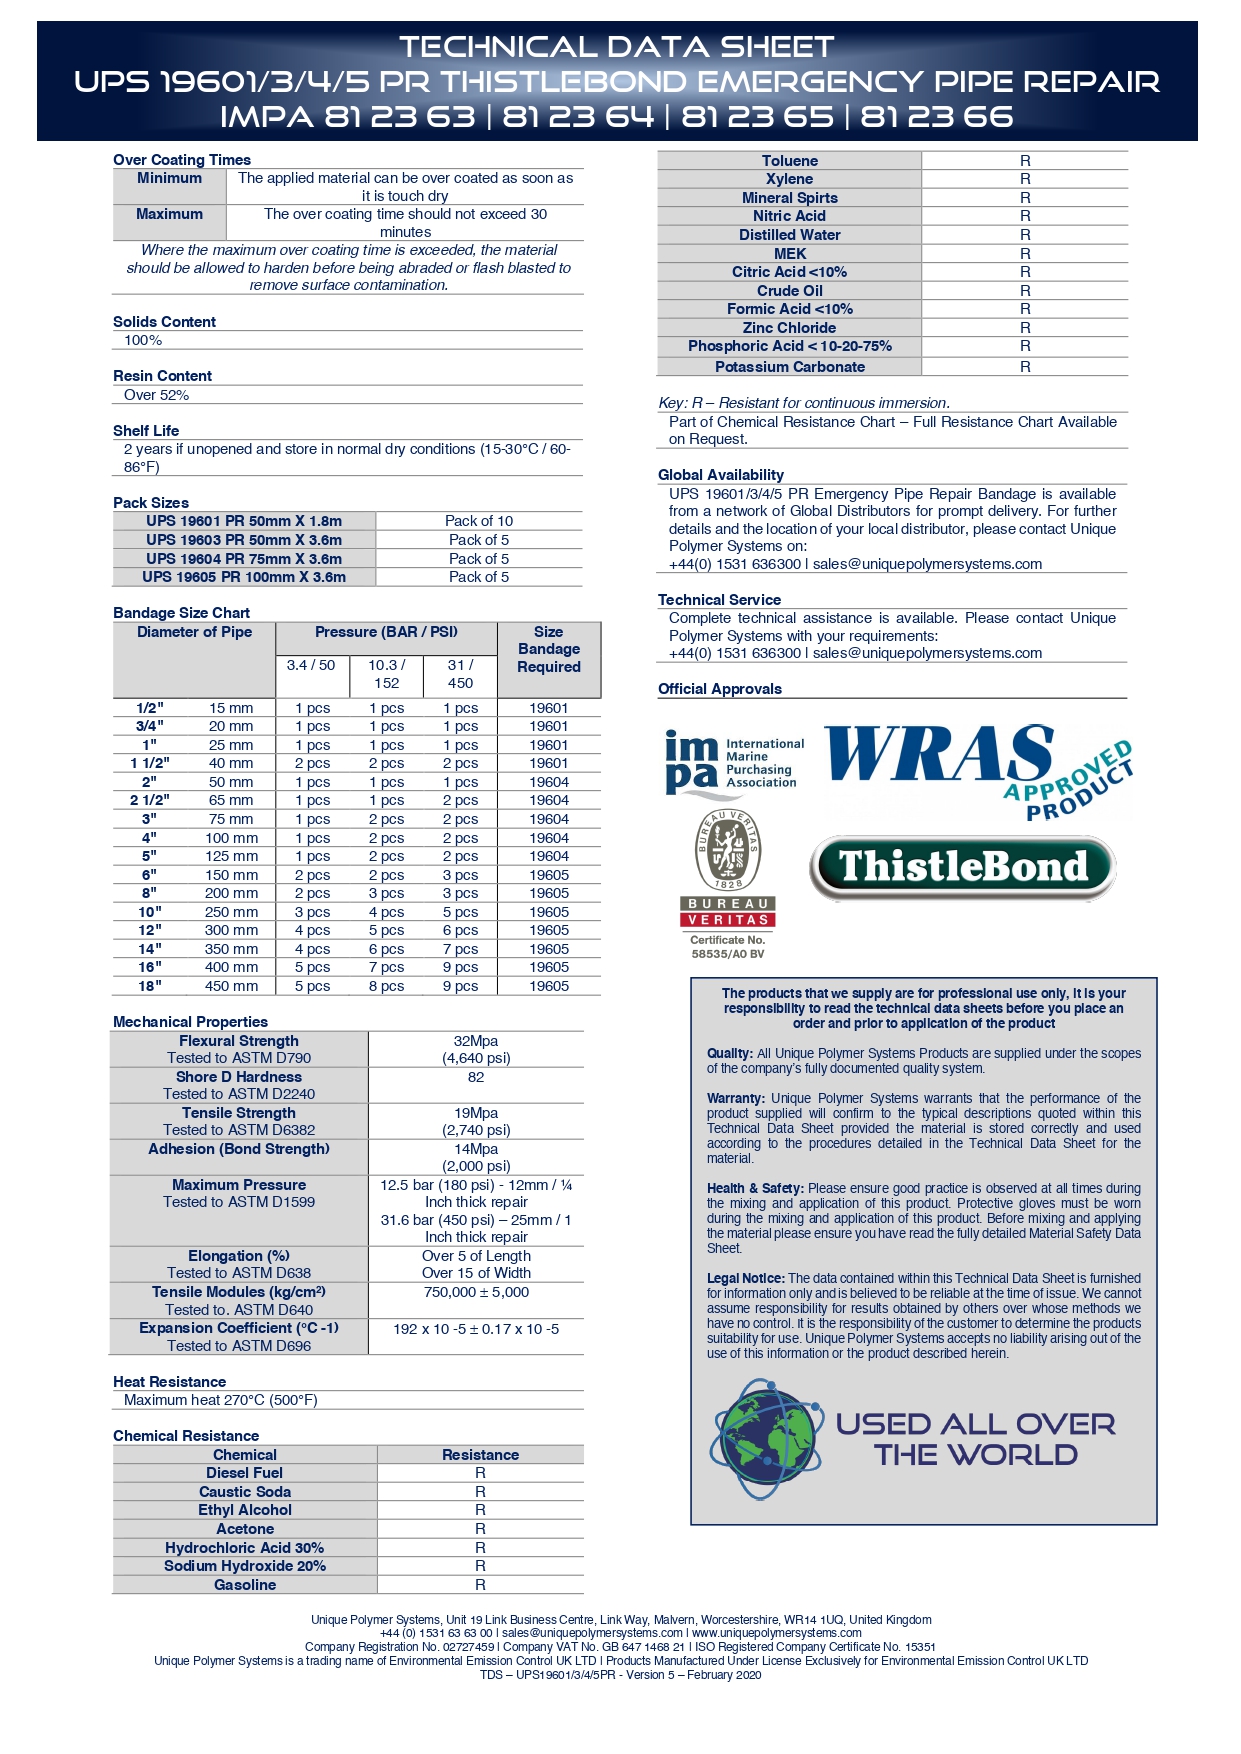 TECHNICAL DATA SHEET
UPS 19601/3/4/5 PR THISTLEBOND EMERGENCY PIPE REPAIR
IMPA 81 23 63 | 81 23 64 | 81 23 65 | 81 23 66
Over Coating Times
Minimum The applied material can be over coated as soon as
it is touch dry
Maximum The over coating time should not exceed 30
minutes
Where the maximum over coating time is exceeded, the material
should be allowed to harden before being abraded or flash blasted to
remove surface contamination.
Solids Content
100%
Resin Content
Over 52%
Shelf Life
2 years if unopened and store in normal dry conditions (15-30°C / 60-
86°F)
Pack Sizes
UPS 19601 PR 50mm X 1.8m Pack of 10
UPS 19603 PR 50mm X 3.6m Pack of 5
UPS 19604 PR 75mm X 3.6m Pack of 5
UPS 19605 PR 100mm X 3.6m Pack of 5
Bandage Size Chart
Diameter of Pipe Pressure (BAR / PSI) Size
Bandage
Required
3.4 / 50 10.3 / 31 /
152 450
1/2" 15 mm 1 pcs 1 pcs 1 pcs 19601
3/4" 20 mm 1 pcs 1 pcs 1 pcs 19601
1" 25 mm 1 pcs 1 pcs 1 pcs 19601
1 1/2" 40 mm 2 pcs 2 pcs 2 pcs 19601
2" 50 mm 1 pcs 1 pcs 1 pcs 19604
2 1/2" 65 mm 1 pcs 1 pcs 2 pcs 19604
3" 75 mm 1 pcs 2 pcs 2 pcs 19604
4" 100 mm 1 pcs 2 pcs 2 pcs 19604
5" 125 mm 1 pcs 2 pcs 2 pcs 19604
6" 150 mm 2 pcs 2 pcs 3 pcs 19605
8" 200 mm 2 pcs 3 pcs 3 pcs 19605
10" 250 mm 3 pcs 4 pcs 5 pcs 19605
12" 300 mm 4 pcs 5 pcs 6 pcs 19605
14" 350 mm 4 pcs 6 pcs 7 pcs 19605
16" 400 mm 5 pcs 7 pcs 9 pcs 19605
18" 450 mm 5 pcs 8 pcs 9 pcs 19605
Mechanical Properties
Flexural Strength 32Mpa
Tested to ASTM D790 (4,640 psi)
Shore D Hardness 82
Tested to ASTM D2240
Tensile Strength 19Mpa
Tested to ASTM D6382 (2,740 psi)
Adhesion (Bond Strength) 14Mpa
(2,000 psi)
Maximum Pressure 12.5 bar (180 psi) - 12mm / ¼
Tested to ASTM D1599 Inch thick repair
31.6 bar (450 psi) – 25mm / 1
Inch thick repair
Elongation (%) Over 5 of Length
Tested to ASTM D638 Over 15 of Width
Tensile Modules (kg/cm²) 750,000 ± 5,000
Tested to. ASTM D640
Expansion Coefficient (°C -1) 192 x 10 -5 ± 0.17 x 10 -5
Tested to ASTM D696
Heat Resistance
Maximum heat 270°C (500°F)
Chemical Resistance
Chemical Resistance
Diesel Fuel R
Caustic Soda R
Ethyl Alcohol R
Acetone R
Hydrochloric Acid 30% R
Sodium Hydroxide 20% R
Gasoline R
Toluene R
Xylene R
Mineral Spirts R
Nitric Acid R
Distilled Water R
MEK R
Citric Acid <10% R
Crude Oil R
Formic Acid <10% R
Zinc Chloride R
Phosphoric Acid < 10-20-75% R
Potassium Carbonate R
Key: R – Resistant for continuous immersion.
Part of Chemical Resistance Chart – Full Resistance Chart Available
on Request.
Global Availability
UPS 19601/3/4/5 PR Emergency Pipe Repair Bandage is available
from a network of Global Distributors for prompt delivery. For further
details and the location of your local distributor, please contact Unique
Polymer Systems on:
+44(0) 1531 636300 | sales@uniquepolymersystems.com
Technical Service
Complete technical assistance is available. Please contact Unique
Polymer Systems with your requirements:
+44(0) 1531 636300 | sales@uniquepolymersystems.com
Official Approvals
impa International
Marine
Purchasing
Association
WRAS
APPROVED
PRODUCT
BUREAU VERITAS
1828
BUREAU
VERITAS
Certificate No.
58535/A0 BV
ThistleBond
The products that we supply are for professional use only, it is your
responsibility to read the technical data sheets before you place an
order and prior to application of the product
Quality: All Unique Polymer Systems Products are supplied under the scopes
of the company's fully documented quality system.
Warranty: Unique Polymer Systems warrants that the performance of the
product supplied will confirm to the typical descriptions quoted within this
Technical Data Sheet provided the material is stored correctly and used
according to the procedures detailed in the Technical Data Sheet for the
material.
Health & Safety: Please ensure good practice is observed at all times during
the mixing and application of this product. Protective gloves must be worn
during the mixing and application of this product. Before mixing and applying
the material please ensure you have read the fully detailed Material Safety Data
Sheet.
Legal Notice: The data contained within this Technical Data Sheet is furnished
for information only and is believed to be reliable at the time of issue. We cannot
assume responsibility for results obtained by others over whose methods we
have no control. It is the responsibility of the customer to determine the products
suitability for use. Unique Polymer Systems accepts no liability arising out of the
use of this information or the product described herein.
USED ALL OVER
THE WORLD
Unique Polymer Systems, Unit 19 Link Business Centre, Link Way, Malvern, Worcestershire, WR14 1UQ, United Kingdom
+44 (0) 1531 63 63 00 | sales@uniquepolymersystems.com | www.uniquepolymersystems.com
Company Registration No. 02727459 | Company VAT No. GB 647 1468 21 | ISO Registered Company Certificate No. 15351
Unique Polymer Systems is a trading name of Environmental Emission Control UK LTD | Products Manufactured Under License Exclusively for Environmental Emission Control UK LTD
TDS – UPS19601/3/4/5PR - Version 5 – February 2020